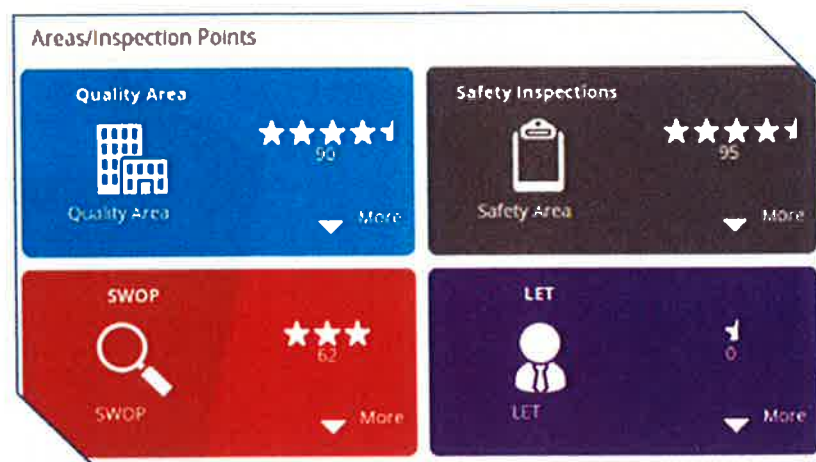 Areas/Inspection Points
Quality Area
90
Quality Area
More
Safety Inspections
95
Safety Area
More
SWOP
62
SWOP
More
LET
0
LET
More